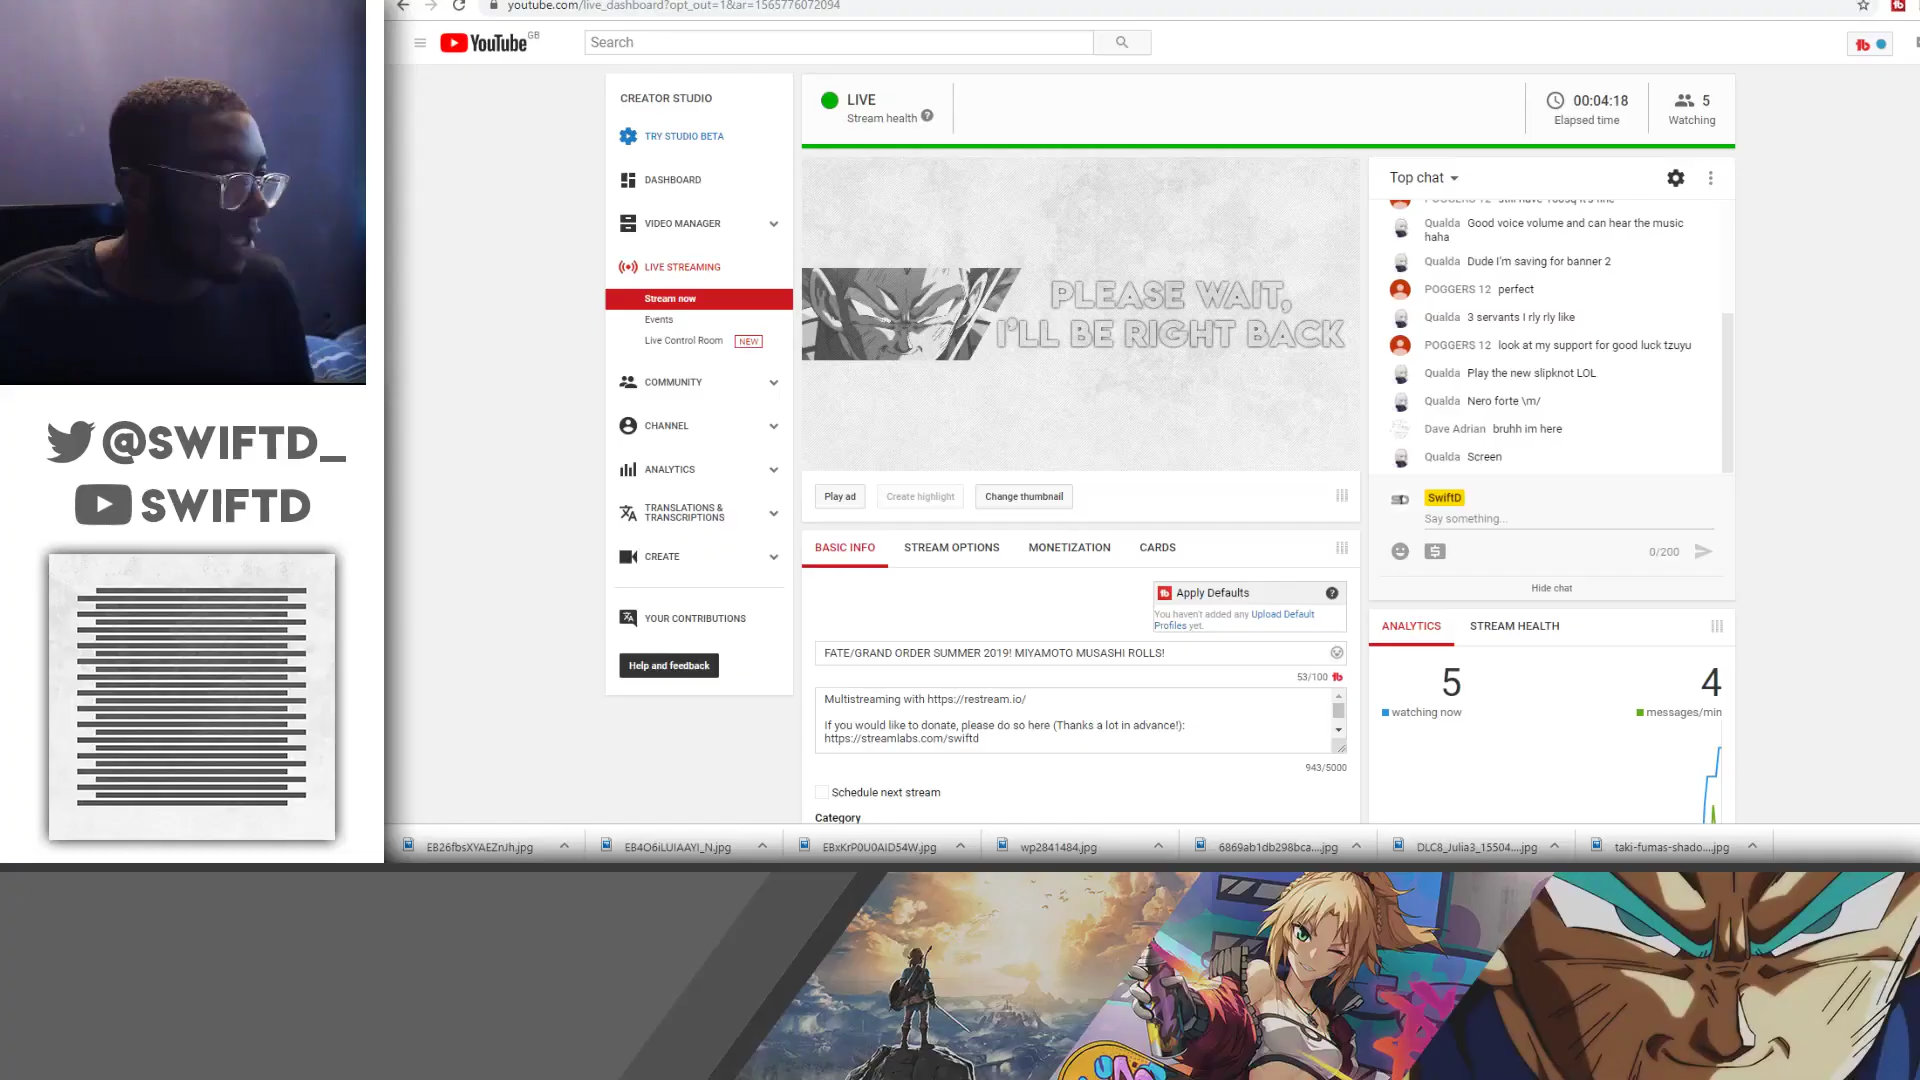 youtube.com/live_dashboard?opt_out=1&ar=1565776072094
YouTube GB
Search
CREATOR STUDIO
TRY STUDIO BETA
DASHBOARD
VIDEO MANAGER
LIVE STREAMING
Stream now
Events
Live Control Room NEW
COMMUNITY
CHANNEL
ANALYTICS
TRANSLATIONS &
TRANSCRIPTIONS
CREATE
YOUR CONTRIBUTIONS
Help and feedback
LIVE
Stream health
00:04:18
Elapsed time
5
Watching
PLEASE WAIT,
I'LL BE RIGHT BACK
Play ad
Create highlight
Change thumbnail
BASIC INFO
STREAM OPTIONS
MONETIZATION
CARDS
Apply Defaults
You haven't added any Upload Default
Profiles yet.
FATE/GRAND ORDER SUMMER 2019! MIYAMOTO MUSASHI ROLLS!
53/100
Multistreaming with https://restream.io/
If you would like to donate, please do so here (Thanks a lot in advance!):
https://streamlabs.com/swiftd
943/5000
Schedule next stream
Category
Top chat
POGGERS 12
Qualda Good voice volume and can hear the music
haha
Qualda Dude I'm saving for banner 2
POGGERS 12 perfect
Qualda 3 servants I rly rly like
POGGERS 12 look at my support for good luck tzuyu
Qualda Play the new slipknot LOL
Qualda Nero forte \m/
Dave Adrian bruhh im here
Qualda Screen
SwiftD
Say something...
0/200
Hide chat
ANALYTICS
STREAM HEALTH
5
watching now
4
messages/min
@SWIFTD_
SWIFTD
EB26fbsXYAEZnJh.jpg
EB4O6iLUIAAYI_N.jpg
EBxKrP0U0AID54W.jpg
wp2841484.jpg
6869ab1db298bca....jpg
DLC8_Julia3_15504....jpg
taki-fumas-shado....jpg